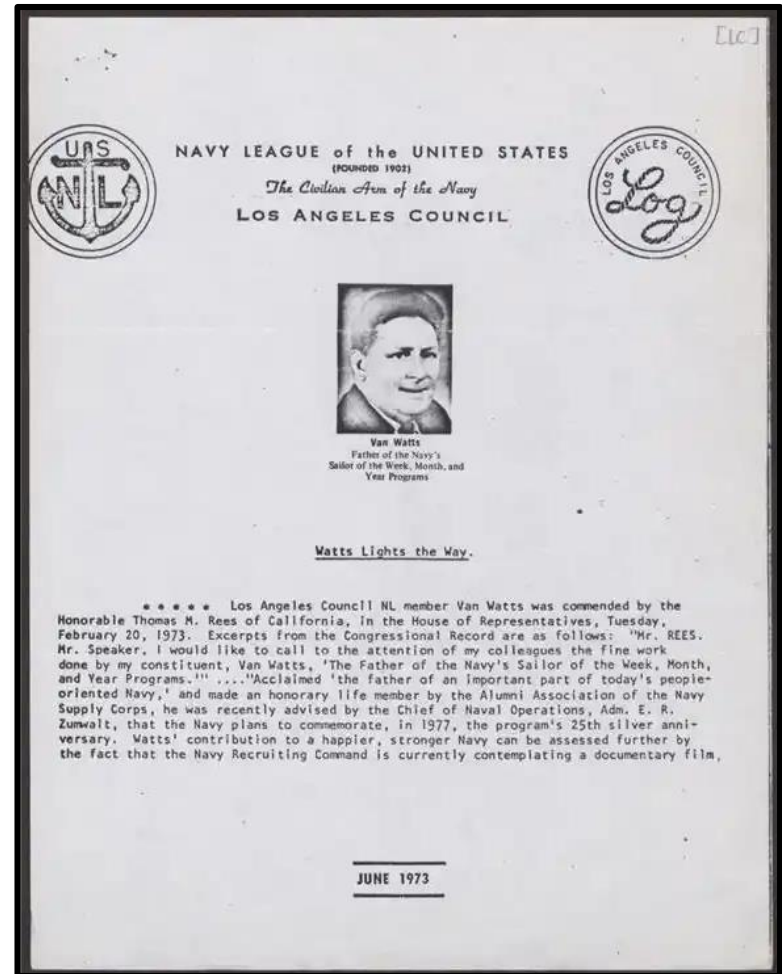 [LC]
U S
N L
NAVY LEAGUE of the UNITED STATES
(FOUNDED 1902)
The Civilian Arm of the Navy
LOS ANGELES COUNCIL
LOS ANGELES COUNCIL
Log
Van Watts
Father of the Navy's
Sailor of the Week, Month, and
Year Programs
Watts Lights the Way.
• • • • • Los Angeles Council NL member Van Watts was commended by the
Honorable Thomas M. Rees of California, in the House of Representatives, Tuesday,
February 20, 1973. Excerpts from the Congressional Record are as follows: "Mr. REES.
Mr. Speaker, I would like to call to the attention of my colleagues the fine work
done by my constituent, Van Watts, 'The Father of the Navy's Sailor of the Week, Month,
and Year Programs.'" ...."Acclaimed 'the father of an important part of today's people-
oriented Navy,' and made an honorary life member by the Alumni Association of the Navy
Supply Corps, he was recently advised by the Chief of Naval Operations, Adm. E. R.
Zumwalt, that the Navy plans to commemorate, in 1977, the program's 25th silver anni-
versary. Watts' contribution to a happier, stronger Navy can be assessed further by
the fact that the Navy Recruiting Command is currently contemplating a documentary film,
JUNE 1973